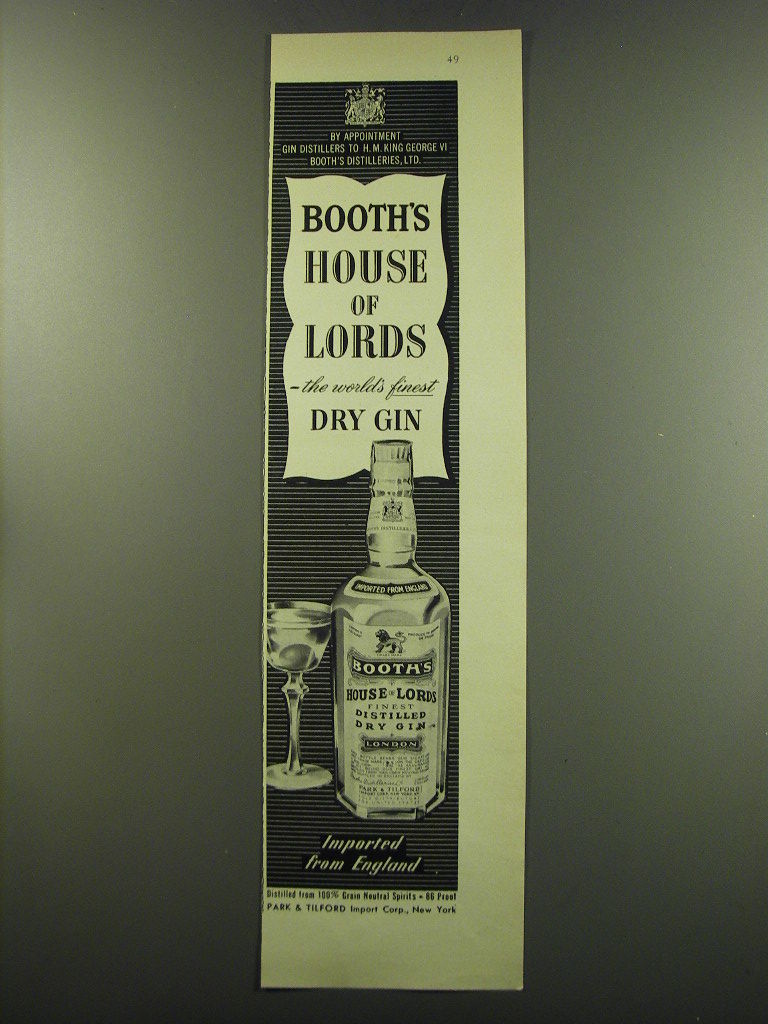 49
BY APPOINTMENT
GIN DISTILLERS TO H. M. KING GEORGE VI
BOOTH'S DISTILLERIES, LTD.
BOOTH'S
HOUSE
OF
LORDS
-the world's finest
DRY GIN
IMPORTED FROM ENGLAND
BOOTH'S
HOUSE OF LORDS
FINEST
DISTILLED
DRY GIN
LONDON
PARK & TILFORD
Imported
from England
Distilled from 100% Grain Neutral Spirits • 86 Proof
PARK & TILFORD Import Corp., New York